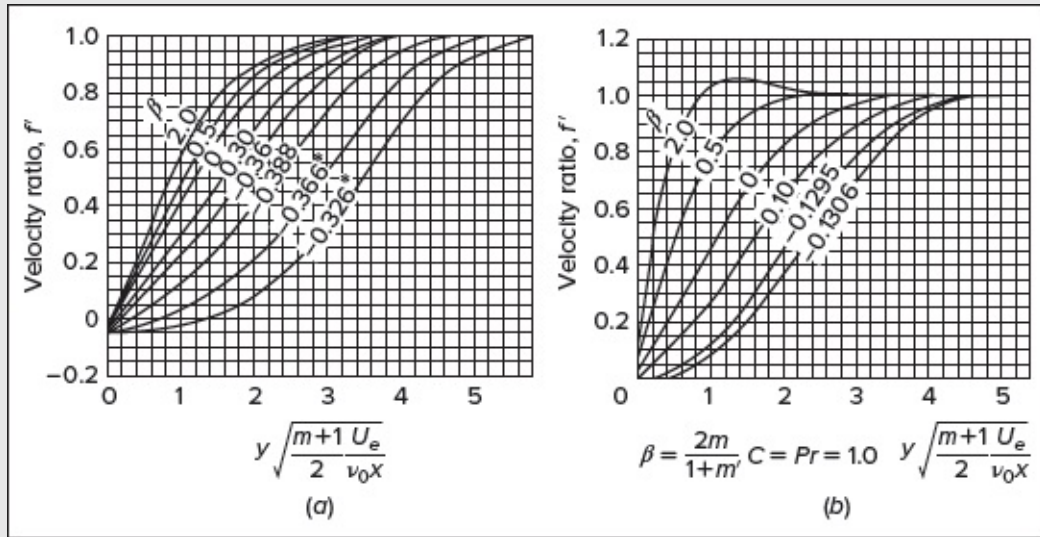 1.0
0.8
0.6
0.4
0.2
0
−0.2
Velocity ratio, f′
β
2.0
0.5
0
−0.30
−0.36
−0.388
−0.366*
−0.326*
0 1 2 3 4 5
y √ m+1/2 U_e/ν_0x
(a)
1.2
1.0
0.8
0.6
0.4
0.2
0 1 2 3 4 5
Velocity ratio, f′
β
2.0
0.5
0
−0.10
−0.1295
−0.1306
β = 2m/1+m′ C = Pr = 1.0 y √ m+1/2 U_e/ν_0x
(b)